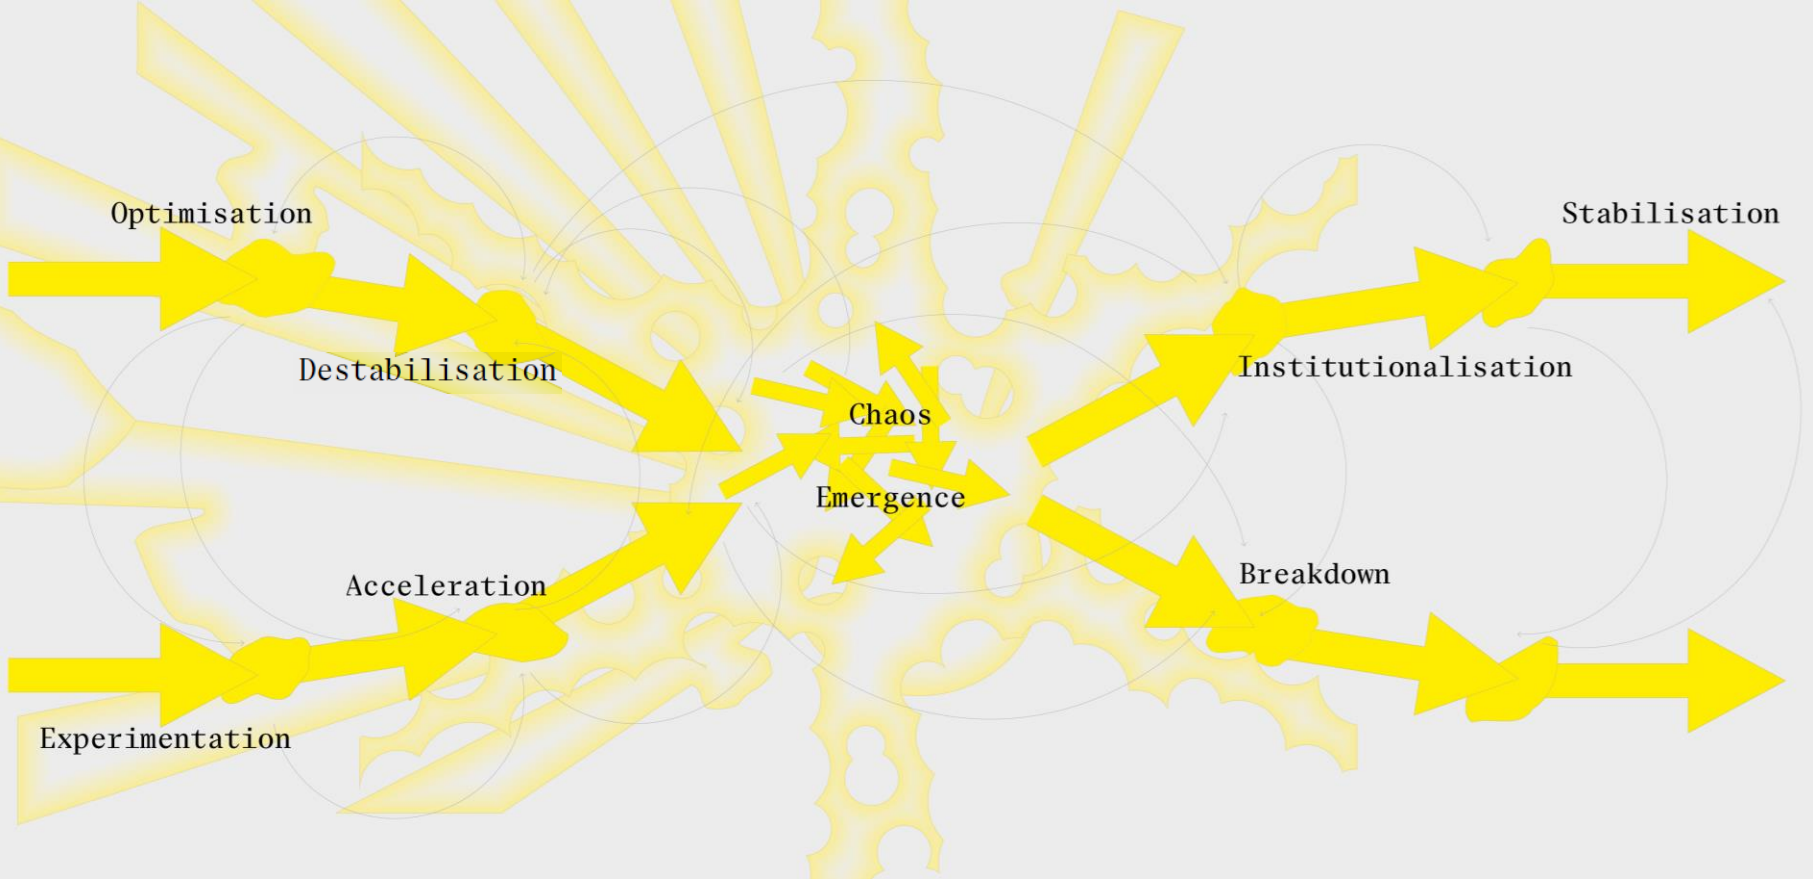 Optimisation
Stabilisation
Destabilisation
Institutionalisation
Chaos
Emergence
Acceleration
Breakdown
Experimentation